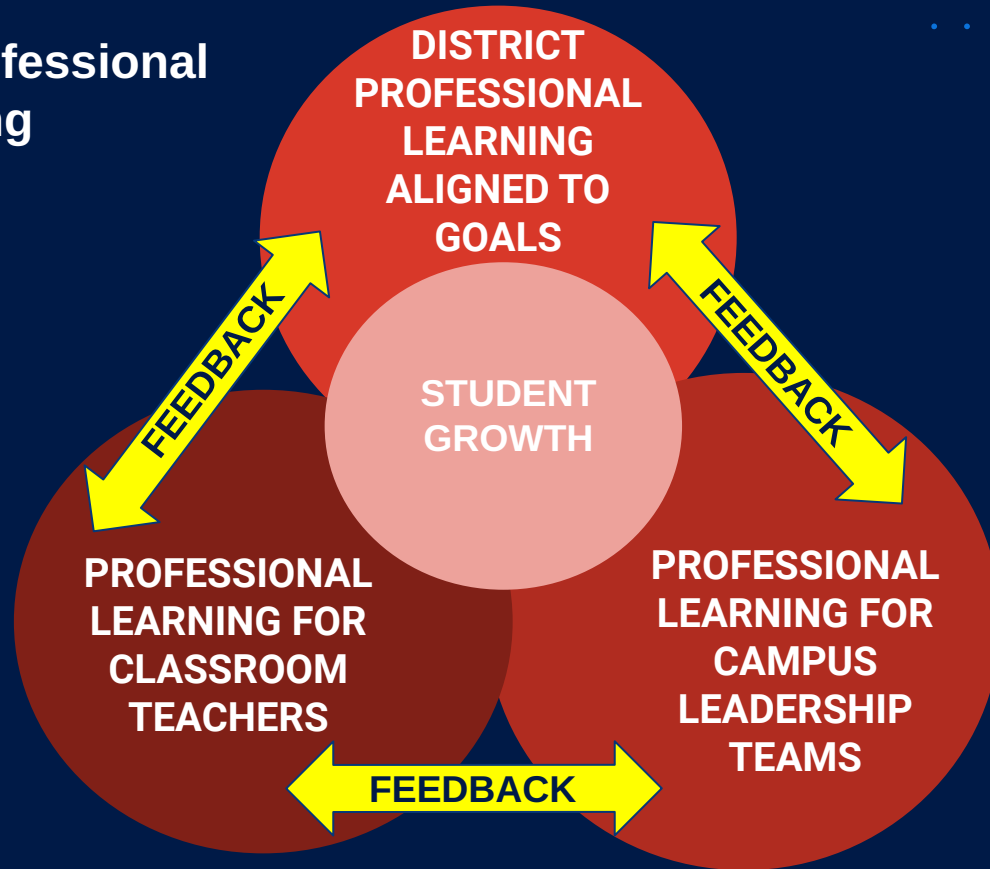 fessional
g
DISTRICT
PROFESSIONAL
LEARNING
ALIGNED TO
GOALS
FEEDBACK
FEEDBACK
STUDENT
GROWTH
PROFESSIONAL
LEARNING FOR
CLASSROOM
TEACHERS
PROFESSIONAL
LEARNING FOR
CAMPUS
LEADERSHIP
TEAMS
FEEDBACK